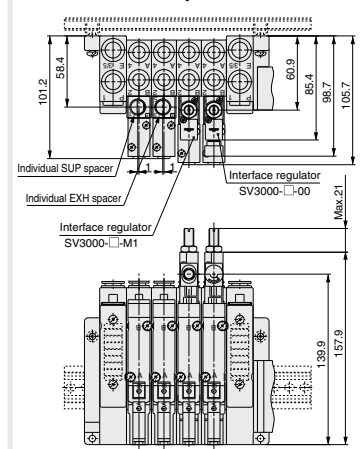 101.2
58.4
60.9
85.4
98.7
105.7
Individual SUP spacer
1
1
Individual EXH spacer
Interface regulator
SV3000-□-00
Interface regulator
SV3000-□-M1
Max.21
139.9
157.9